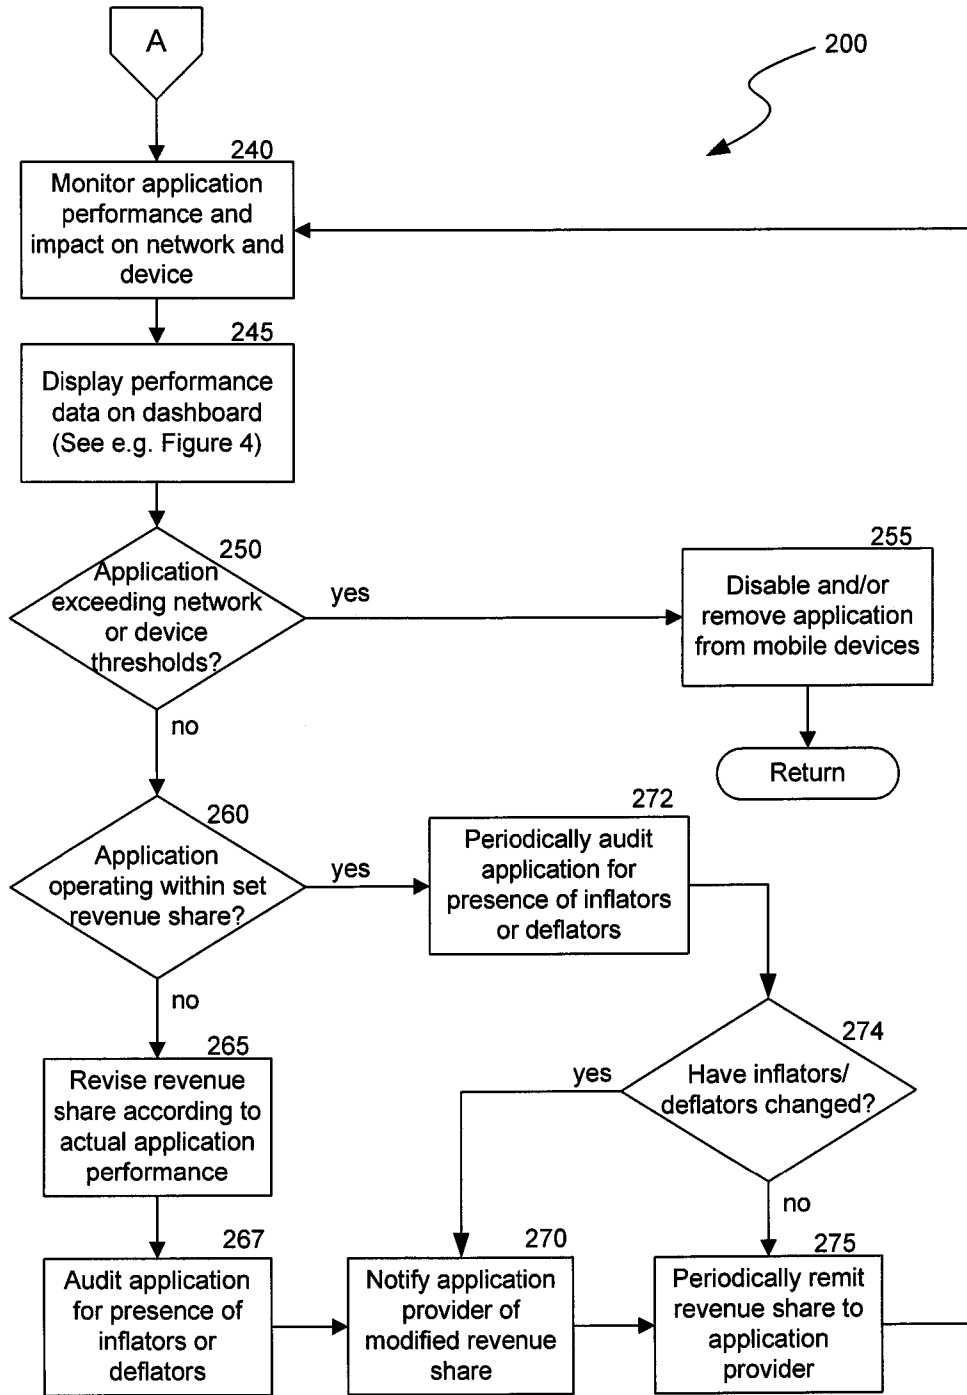 A
200
240
Monitor application
performance and
impact on network and
device
245
Display performance
data on dashboard
(See e.g. Figure 4)
250
Application
exceeding network
or device
thresholds?
yes
no
255
Disable and/or
remove application
from mobile devices
Return
260
Application
operating within set
revenue share?
yes
no
272
Periodically audit
application for
presence of inflators
or deflators
274
Have inflators/
deflators changed?
yes
no
265
Revise revenue
share according to
actual application
performance
267
Audit application
for presence of
inflators or
deflators
270
Notify application
provider of
modified revenue
share
275
Periodically remit
revenue share to
application
provider